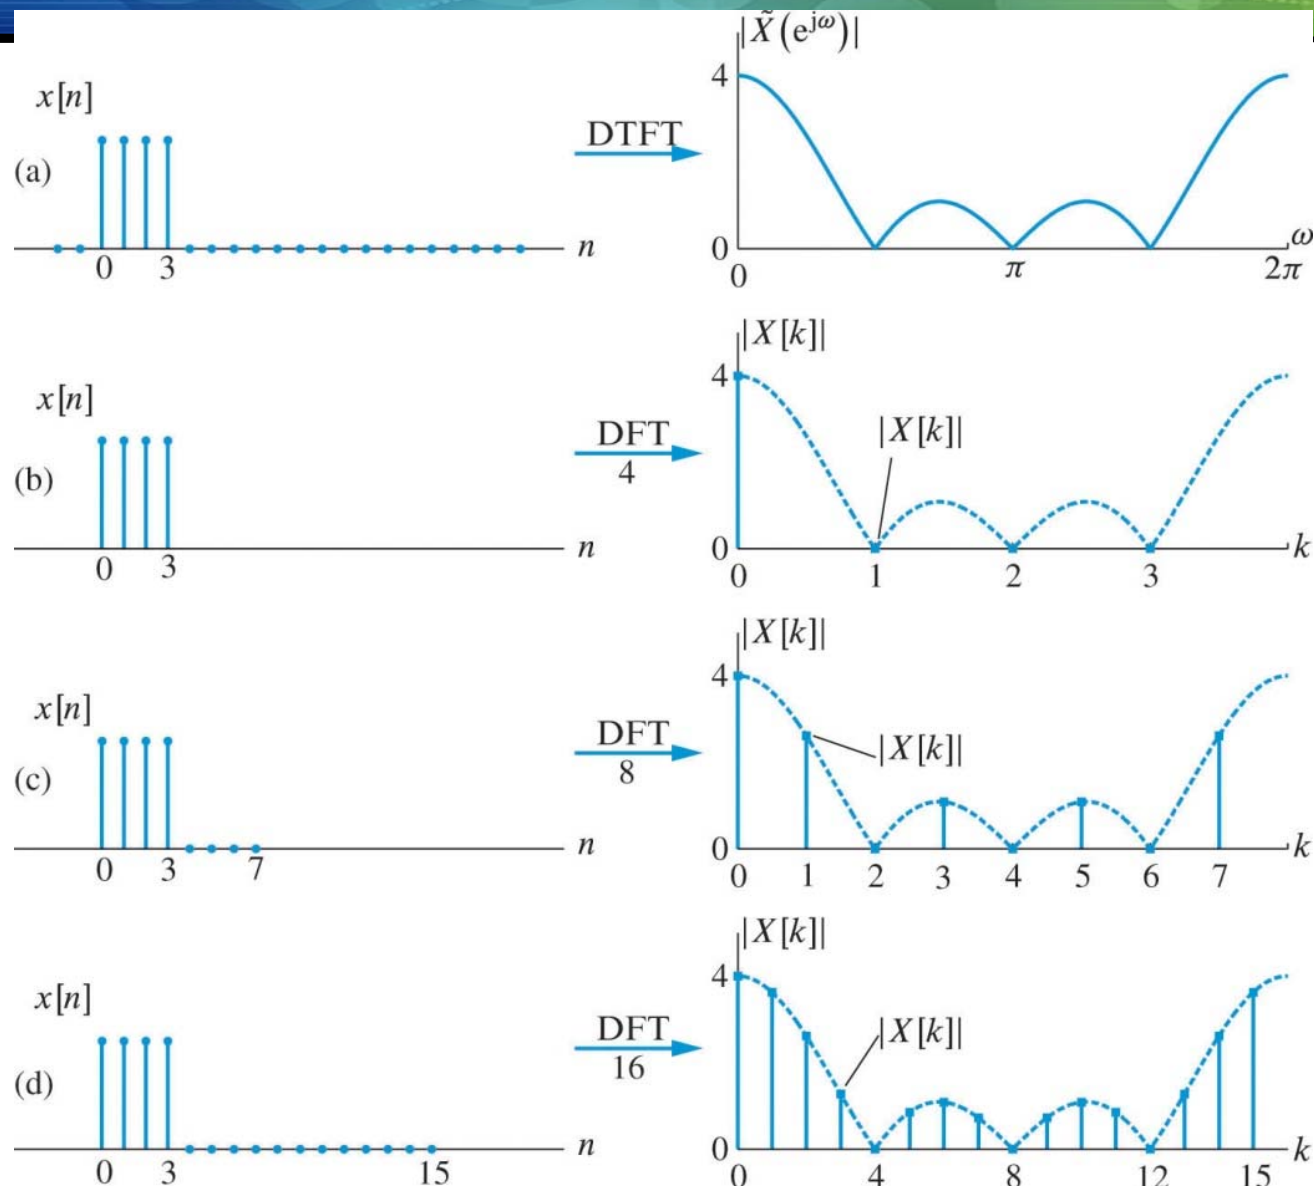 |X̃(e^jω)|
4
x[n]
DTFT
(a)
0
n
ω
0 3
0 π 2π
|X[k]|
4
x[n]
|X[k]|
DFT
4
(b)
0
n
k
0 3
0 1 2 3
|X[k]|
4
x[n]
DFT
8
|X[k]|
(c)
0
n
k
0 3 7
0 1 2 3 4 5 6 7
|X[k]|
4
x[n]
DFT
16
|X[k]|
(d)
0
n
k
0 3 15
0 4 8 12 15